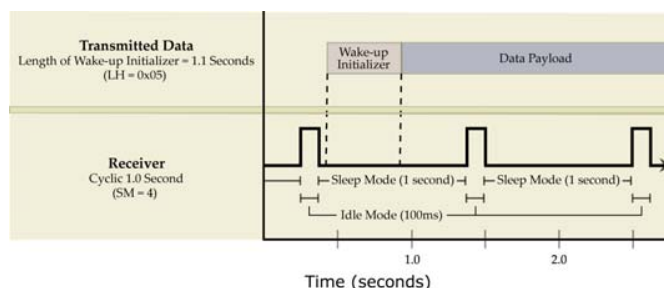 Transmitted Data
Length of Wake-up Initializer = 1.1 Seconds
(LH = 0x05)
Wake-up
Initializer
Data Payload
Receiver
Cyclic 1.0 Second
(SM = 4)
Sleep Mode (1 second)
Sleep Mode (1 second)
Idle Mode (100ms)
1.0
2.0
Time (seconds)